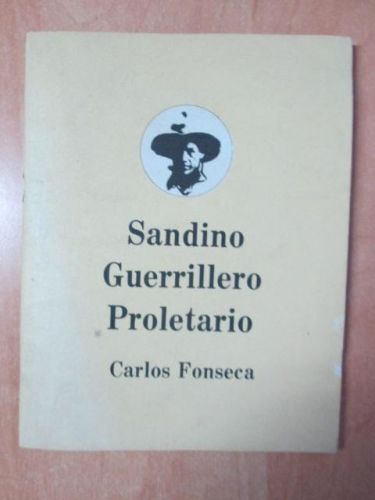 Sandino
Guerrillero
Proletario
Carlos Fonseca